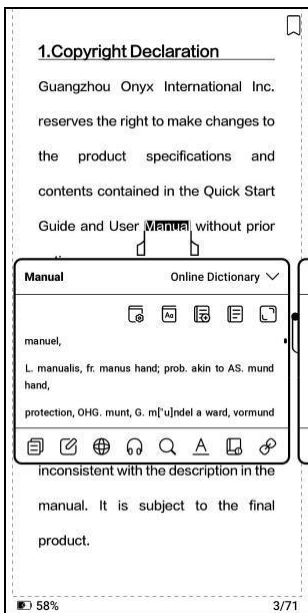 1.Copyright Declaration
Guangzhou Onyx International Inc.
reserves the right to make changes to
the product specifications and
contents contained in the Quick Start
Guide and User Manual without prior
Manual
Online Dictionary
manuel,
L. manualis, fr. manus hand; prob. akin to AS. mund
hand,
protection, OHG. munt, G. m["u]ndel a ward, vormund
inconsistent with the description in the
manual. It is subject to the final
product.
58%
3/71